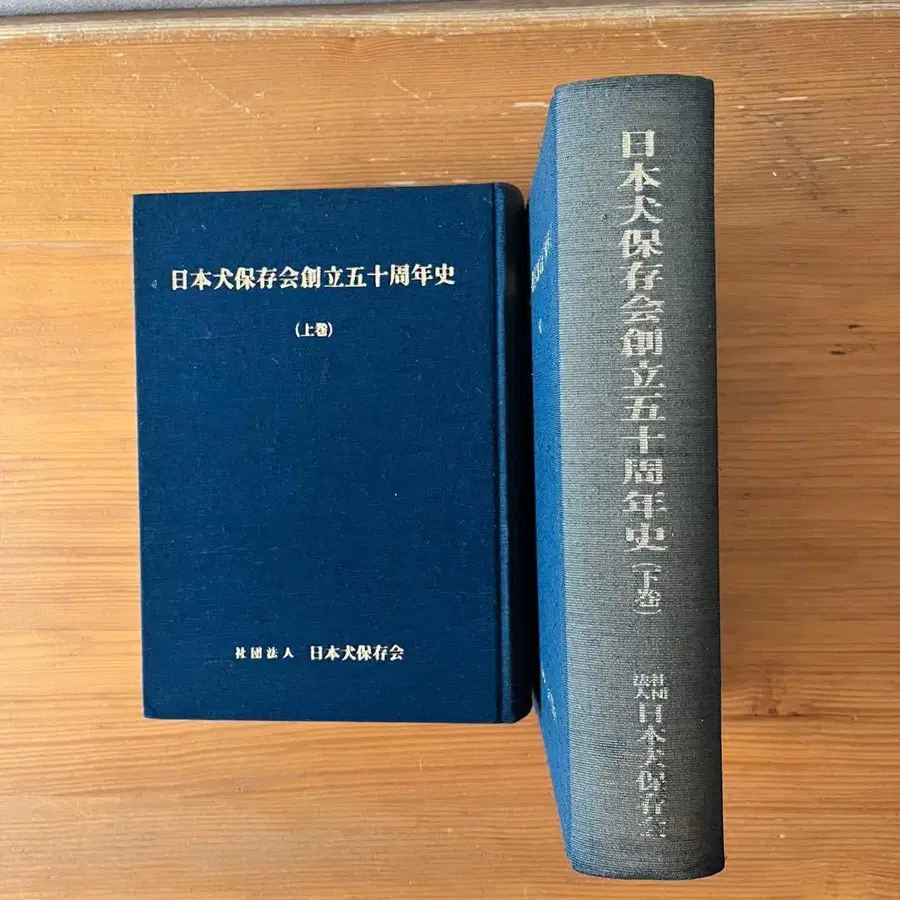 日本犬保存会創立五十周年史
(上巻)
社団法人 日本犬保存会
日本犬保存会創立五十周年史(下巻)
社団法人日本犬保存会